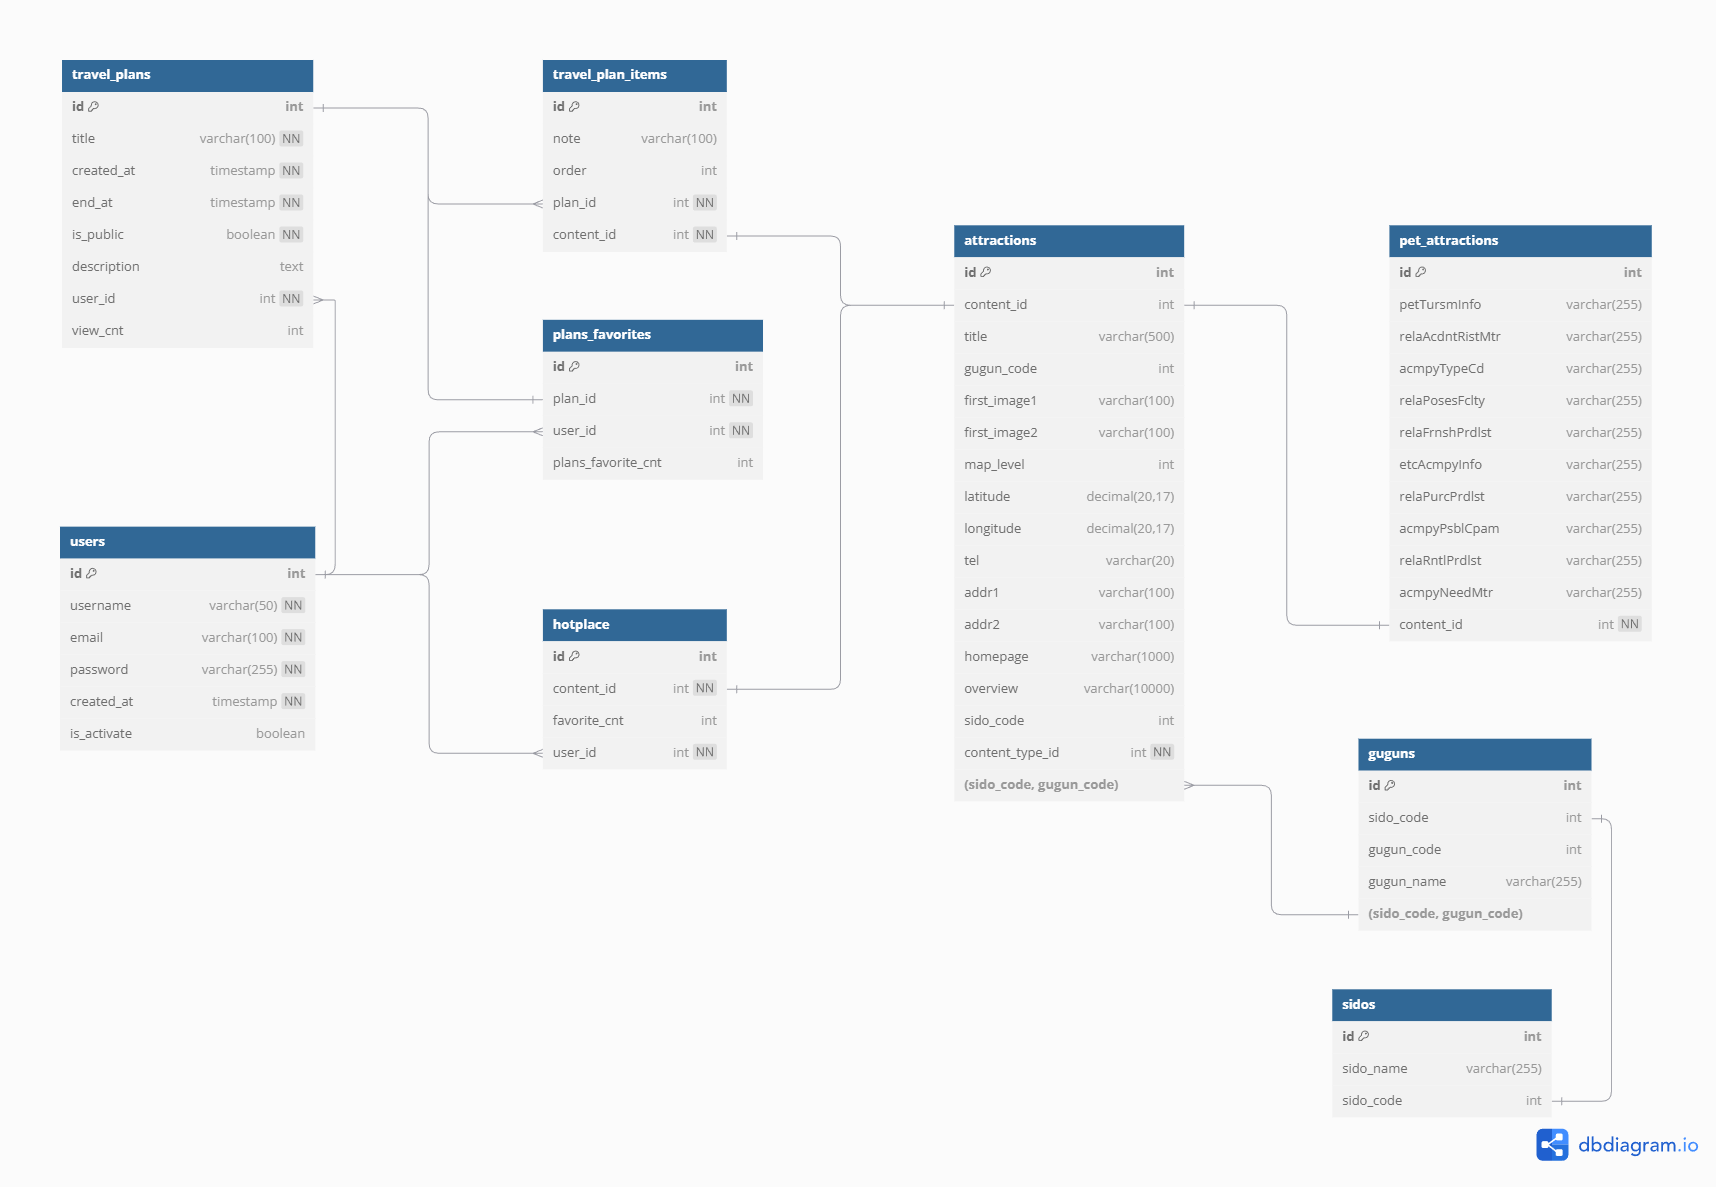 travel_plans
id int
title varchar(100) NN
created_at timestamp NN
end_at timestamp NN
is_public boolean NN
description text
user_id int NN
view_cnt int
travel_plan_items
id int
note varchar(100)
order int
plan_id int NN
content_id int NN
plans_favorites
id int
plan_id int NN
user_id int NN
plans_favorite_cnt int
users
id int
username varchar(50) NN
email varchar(100) NN
password varchar(255) NN
created_at timestamp NN
is_activate boolean
hotplace
id int
content_id int NN
favorite_cnt int
user_id int NN
attractions
id int
content_id int
title varchar(500)
gugun_code int
first_image1 varchar(100)
first_image2 varchar(100)
map_level int
latitude decimal(20,17)
longitude decimal(20,17)
tel varchar(20)
addr1 varchar(100)
addr2 varchar(100)
homepage varchar(1000)
overview varchar(10000)
sido_code int
content_type_id int NN
(sido_code, gugun_code)
pet_attractions
id int
petTursmInfo varchar(255)
relaAcdntRistMtr varchar(255)
acmpyTypeCd varchar(255)
relaPosesFclty varchar(255)
relaFrnshPrdlst varchar(255)
etcAcmpyInfo varchar(255)
relaPurcPrdlst varchar(255)
acmpyPsblCpam varchar(255)
relaRntlPrdlst varchar(255)
acmpyNeedMtr varchar(255)
content_id int NN
guguns
id int
sido_code int
gugun_code int
gugun_name varchar(255)
(sido_code, gugun_code)
sidos
id int
sido_name varchar(255)
sido_code int
dbdiagram.io